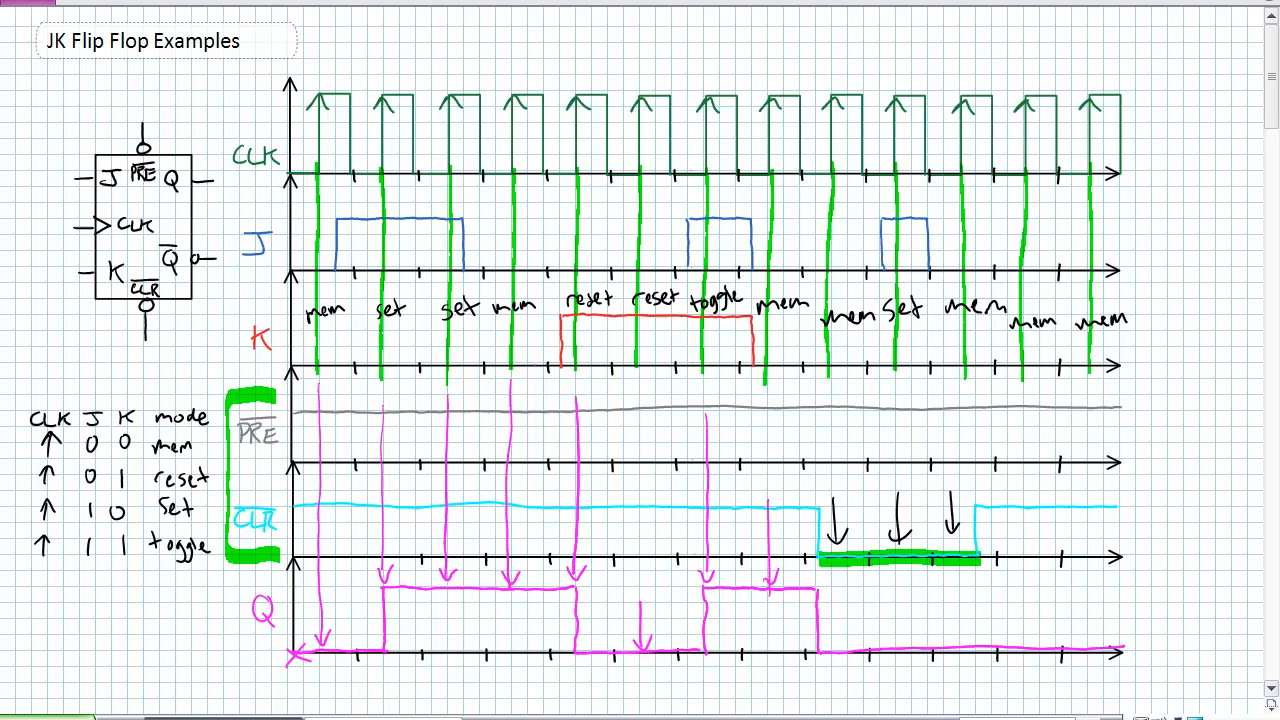 JK Flip Flop Examples
CLK
J PRE Q
CLK
Q
K
CLR
J
mem set set mem reset reset toggle mem mem set mem mem mem
K
CLK J K mode
↑ 0 0 mem
↑ 0 1 reset
↑ 1 0 set
↑ 1 1 toggle
PRE
CLR
Q